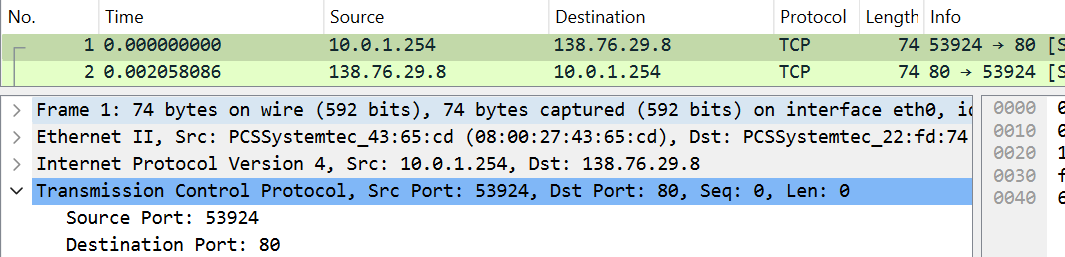 No. Time Source Destination Protocol Length Info
1 0.000000000 10.0.1.254 138.76.29.8 TCP 74 53924 → 80 [S
2 0.002058086 138.76.29.8 10.0.1.254 TCP 74 80 → 53924 [S
Frame 1: 74 bytes on wire (592 bits), 74 bytes captured (592 bits) on interface eth0, 0000
Ethernet II, Src: PCSSystemtec_43:65:cd (08:00:27:43:65:cd), Dst: PCSSystemtec_22:fd:74 0010
Internet Protocol Version 4, Src: 10.0.1.254, Dst: 138.76.29.8 0020 1
Transmission Control Protocol, Src Port: 53924, Dst Port: 80, Seq: 0, Len: 0 0030 f
Source Port: 53924 0040 6
Destination Port: 80